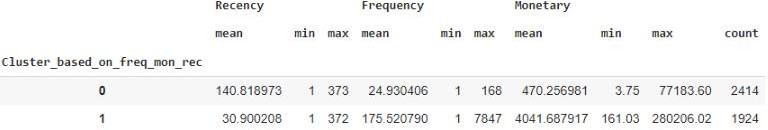 Recency Frequency Monetary
mean min max mean min max mean min max count
Cluster_based_on_freq_mon_rec
0 140.818973 1 373 24.930406 1 168 470.256981 3.75 77183.60 2414
1 30.900208 1 372 175.520790 1 7847 4041.687917 161.03 280206.02 1924